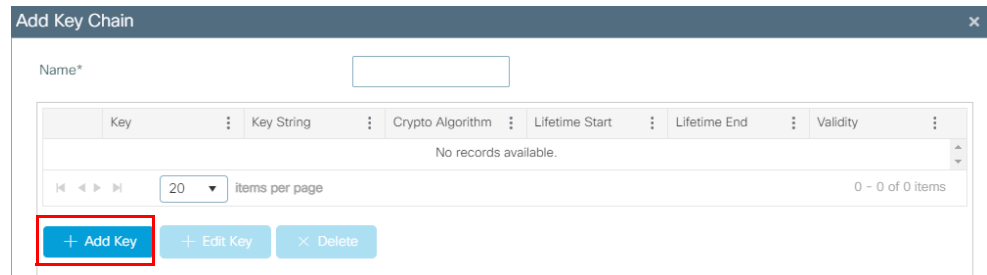 Add Key Chain ×
Name*
Key Key String Crypto Algorithm Lifetime Start Lifetime End Validity
No records available.
20 items per page 0 - 0 of 0 items
+ Add Key + Edit Key × Delete